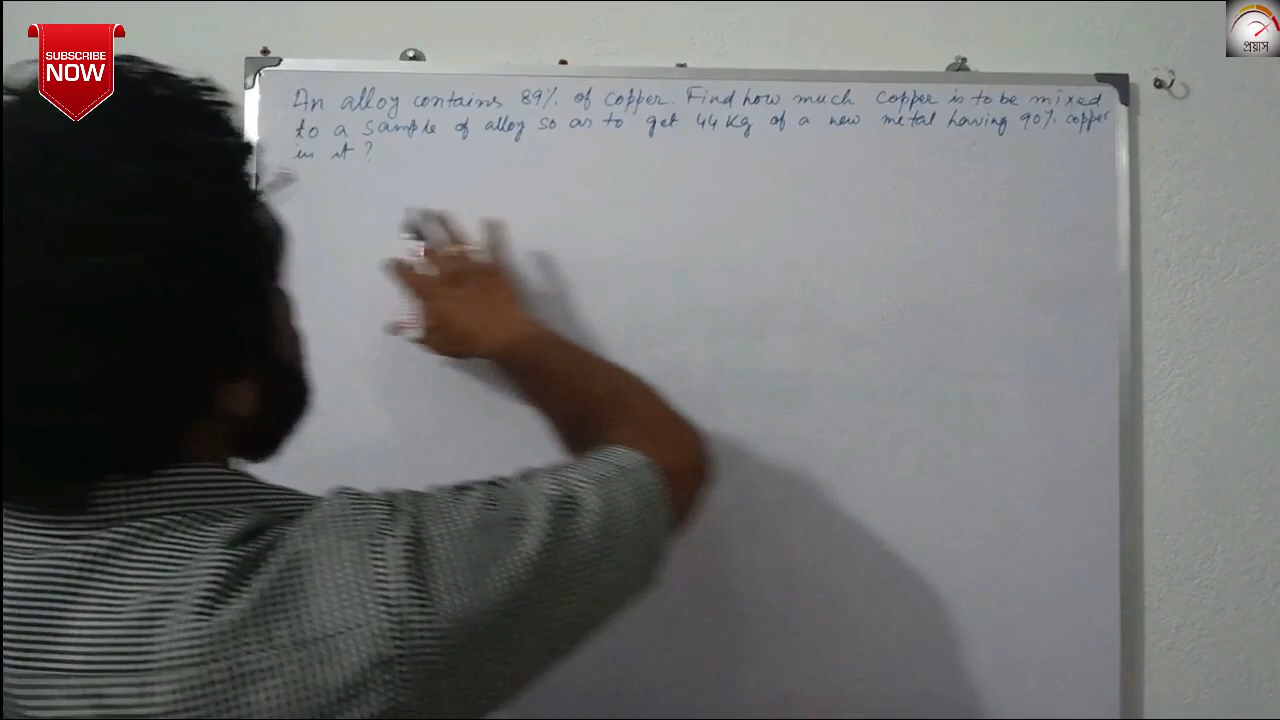 SUBSCRIBE
NOW
প্রয়াস
An alloy contains 89% of copper. Find how much copper is to be mixed
to a sample of alloy so as to get 44 Kg of a new metal having 90% copper
in it ?